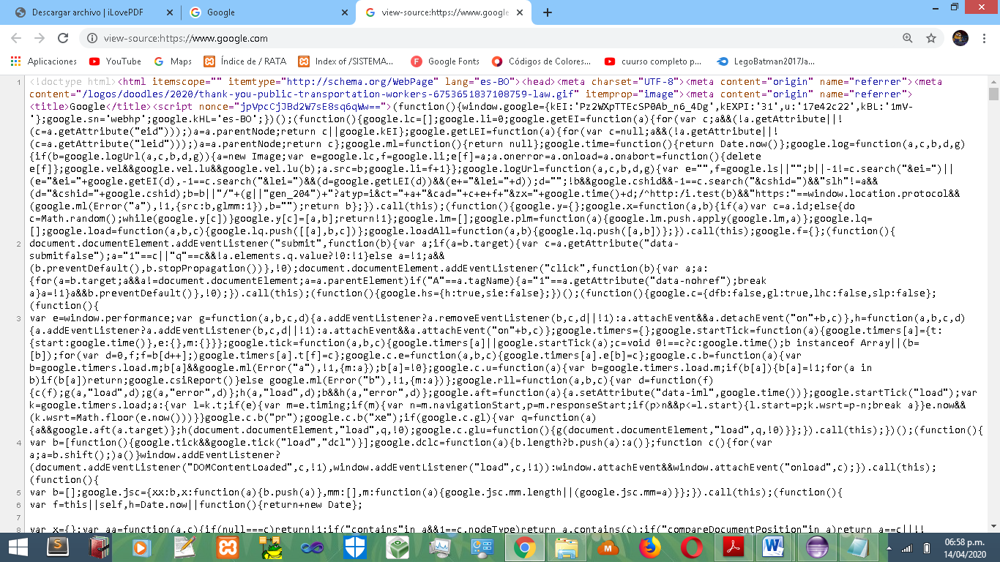 Descargar archivo | iLovePDF
Google
view-source:https://www.google
view-source:https://www.google.com
Aplicaciones
YouTube
Maps
Índice de / RATA
Index of /SISTEMA...
Google Fonts
Códigos de Colores...
cuurso completo p...
LegoBatman2017Ja...
1
<!doctype html><html itemscope="" itemtype="http://schema.org/WebPage" lang="es-BO"><head><meta charset="UTF-8"><meta content="origin" name="referrer"><meta
content="/logos/doodles/2020/thank-you-public-transportation-workers-6753651837108759-law.gif" itemprop="image"><meta content="origin" name="referrer">
<title>Google</title><script nonce="jpVpcCjJBd2W7sE8sq6qWw==">(function(){window.google={kEI:'Pz2WXpTTEcSP0Ab_n6_4Dg',kEXPI:'31',u:'17e42c22',kBL:'1mV-
'};google.sn='webhp';google.kHL='es-BO';})();(function(){google.lc=[];google.li=0;google.getEI=function(a){for(var c;a&&(!a.getAttribute||!
(c=a.getAttribute("eid")));)a=a.parentNode;return c||google.kEI};google.getLEI=function(a){for(var c=null;a&&(!a.getAttribute||!
(c=a.getAttribute("leid")));)a=a.parentNode;return c};google.ml=function(){return null};google.time=function(){return Date.now()};google.log=function(a,c,b,d,g)
{if(b=google.logUrl(a,c,b,d,g)){a=new Image;var e=google.lc,f=google.li;e[f]=a;a.onerror=a.onload=a.onabort=function(){delete
e[f]};google.vel&&google.vel.lu&&google.vel.lu(b);a.src=b;google.li=f+1}};google.logUrl=function(a,c,b,d,g){var e="",f=google.ls||"";b||-1!=c.search("&ei=")||
(e="&ei="+google.getEI(d),-1==c.search("&lei=")&&(d=google.getLEI(d))&&(e+="&lei="+d));d="";!b&&google.cshid&&-1==c.search("&cshid=")&&"slh"!=a&&
(d="&cshid="+google.cshid);b=b||"/"+(g||"gen_204")+"?atyp=i&ct="+a+"&cad="+c+e+f+"&zx="+google.time()+d;/^http:/i.test(b)&&"https:"==window.location.protocol&&
(google.ml(Error("a"),!1,{src:b,glmm:1}),b="");return b};}).call(this);(function(){google.y={};google.x=function(a,b){if(a)var c=a.id;else{do
c=Math.random();while(google.y[c])}google.y[c]=[a,b];return!1};google.lm=[];google.plm=function(a){google.lm.push.apply(google.lm,a)};google.lq=
[];google.load=function(a,b,c){google.lq.push([[a],b,c])};google.loadAll=function(a,b){google.lq.push([a,b])};}).call(this);google.f={};(function(){
2
document.documentElement.addEventListener("submit",function(b){var a;if(a=b.target){var c=a.getAttribute("data-
submitfalse");a="1"==c||"q"==c&&!a.elements.q.value?!0:!1}else a=!1;a&&
(b.preventDefault(),b.stopPropagation())},!0);document.documentElement.addEventListener("click",function(b){var a;a:
{for(a=b.target;a&&a!=document.documentElement;a=a.parentElement)if("A"==a.tagName){a="1"==a.getAttribute("data-nohref");break
a}a=!1}a&&b.preventDefault()},!0);}).call(this);(function(){google.hs={h:true,sie:false};})();(function(){google.c={dfb:false,gl:true,lhc:false,slp:false};
(function(){
3
var e=window.performance;var g=function(a,b,c,d){a.addEventListener?a.removeEventListener(b,c,d||!1):a.attachEvent&&a.detachEvent("on"+b,c)},h=function(a,b,c,d)
{a.addEventListener?a.addEventListener(b,c,d||!1):a.attachEvent&&a.attachEvent("on"+b,c)};google.timers={};google.startTick=function(a){google.timers[a]={t:
{start:google.time()},e:{},m:{}}};google.tick=function(a,b,c){google.timers[a]||google.startTick(a);c=void 0!==c?c:google.time();b instanceof Array||(b=
[b]);for(var d=0,f;f=b[d++];)google.timers[a].t[f]=c};google.c.e=function(a,b,c){google.timers[a].e[b]=c};google.c.b=function(a){var
b=google.timers.load.m;b[a]&&google.ml(Error("a"),!1,{m:a});b[a]=!0};google.c.u=function(a){var b=google.timers.load.m;if(b[a]){b[a]=!1;for(a in
b)if(b[a])return;google.csiReport()}else google.ml(Error("b"),!1,{m:a})};google.rll=function(a,b,c){var d=function(f)
{c(f);g(a,"load",d);g(a,"error",d)};h(a,"load",d);b&&h(a,"error",d)};google.aft=function(a){a.setAttribute("data-iml",google.time())};google.startTick("load");var
k=google.timers.load;a:{var l=k.t;if(e){var m=e.timing;if(m){var n=m.navigationStart,p=m.responseStart;if(p>n&&p<=l.start){l.start=p;k.wsrt=p-n;break a}}e.now&&
(k.wsrt=Math.floor(e.now()))}}google.c.b("pr");google.c.b("xe");if(google.c.gl){var q=function(a)
{a&&google.aft(a.target)};h(document.documentElement,"load",q,!0);google.c.glu=function(){g(document.documentElement,"load",q,!0)}};}).call(this);})();(function(){
4
var b=[function(){google.tick&&google.tick("load","dcl")}];google.dclc=function(a){b.length?b.push(a):a()};function c(){for(var
a;a=b.shift();)a()}window.addEventListener?
(document.addEventListener("DOMContentLoaded",c,!1),window.addEventListener("load",c,!1)):window.attachEvent&&window.attachEvent("onload",c);}).call(this);
(function(){
5
var b=[];google.jsc={xx:b,x:function(a){b.push(a)},mm:[],m:function(a){google.jsc.mm.length||(google.jsc.mm=a)}};}).call(this);(function(){
6
var f=this||self,h=Date.now||function(){return+new Date};
7
8
var x={};var aa=function(a,c){if(null===c)return!1;if("contains"in a&&1==c.nodeType)return a.contains(c);if("compareDocumentPosition"in a)return a==c||!!
06:58 p.m.
14/04/2020